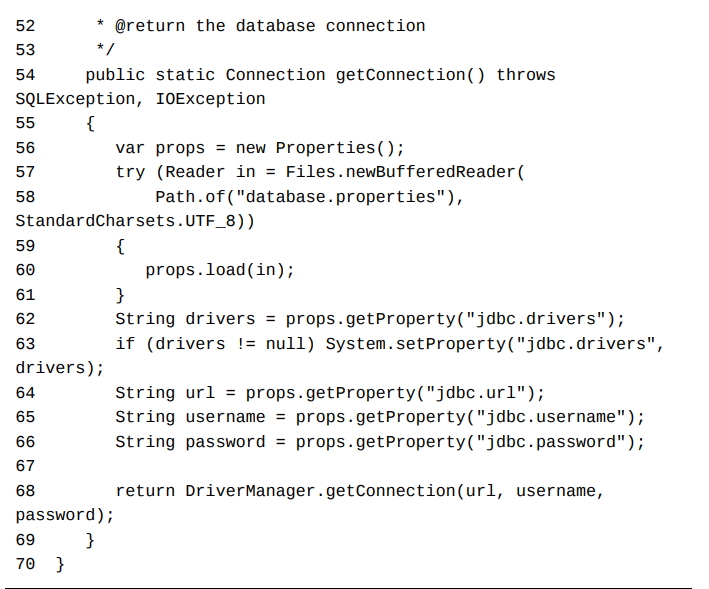 52      * @return the database connection
53      */
54     public static Connection getConnection() throws
SQLException, IOException
55     {
56        var props = new Properties();
57        try (Reader in = Files.newBufferedReader(
58            Path.of("database.properties"),
StandardCharsets.UTF_8))
59        {
60           props.load(in);
61        }
62        String drivers = props.getProperty("jdbc.drivers");
63        if (drivers != null) System.setProperty("jdbc.drivers",
drivers);
64        String url = props.getProperty("jdbc.url");
65        String username = props.getProperty("jdbc.username");
66        String password = props.getProperty("jdbc.password");
67
68        return DriverManager.getConnection(url, username,
password);
69     }
70  }